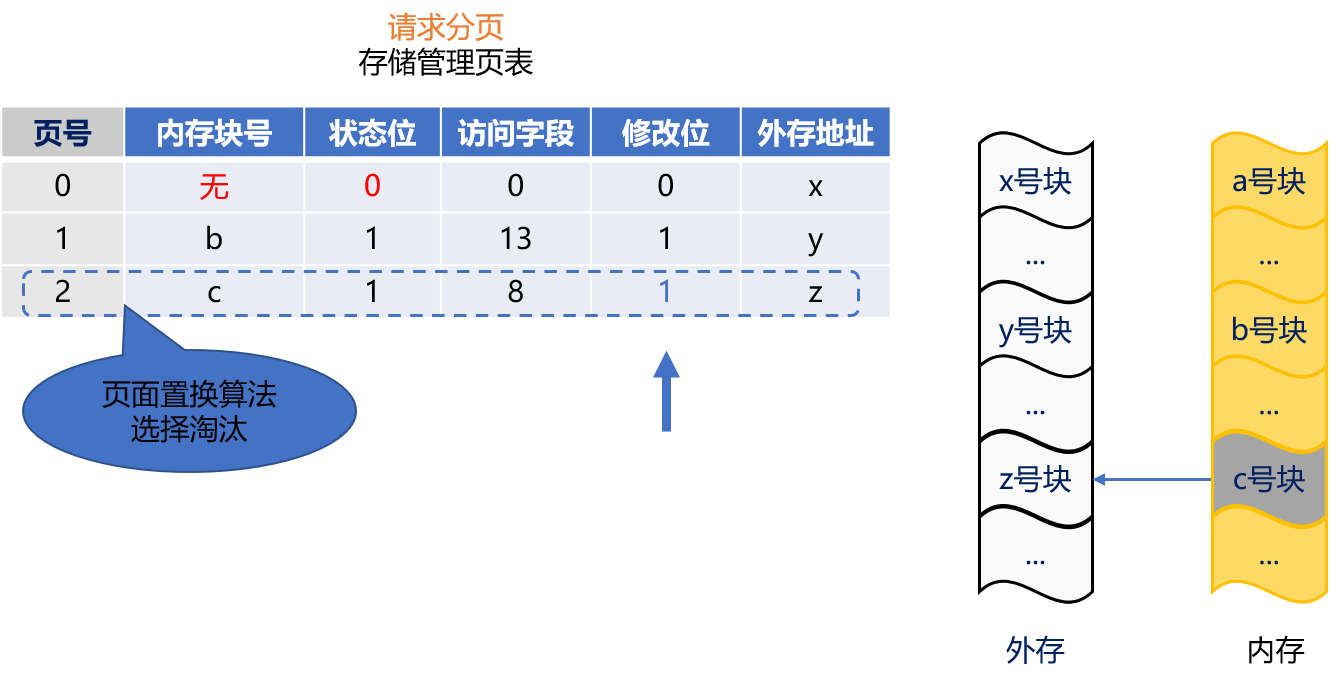 请求分页
存储管理页表
页号 内存块号 状态位 访问字段 修改位 外存地址
0 无 0 0 0 x
1 b 1 13 1 y
2 c 1 8 1 z
页面置换算法
选择淘汰
x号块
...
y号块
...
z号块
...
外存
a号块
...
b号块
...
c号块
...
内存